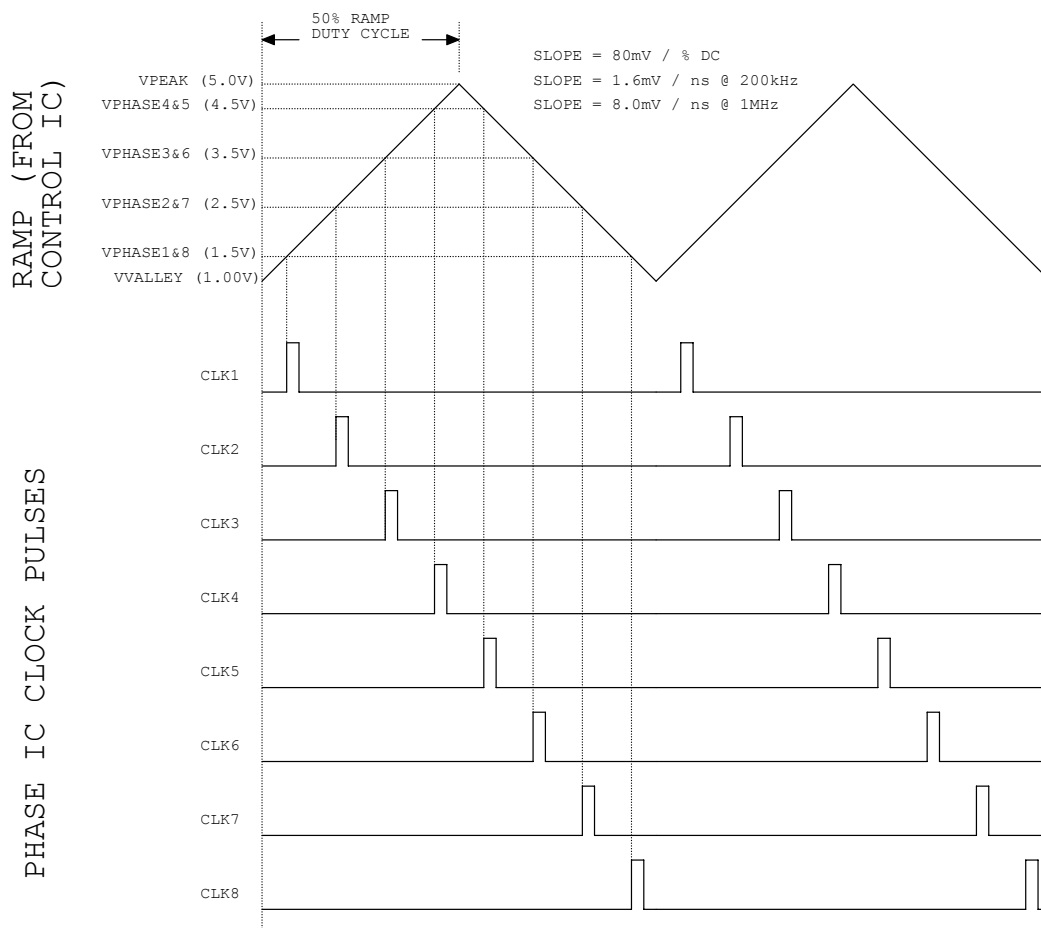 50% RAMP
DUTY CYCLE
SLOPE = 80mV / % DC
SLOPE = 1.6mV / ns @ 200kHz
SLOPE = 8.0mV / ns @ 1MHz
RAMP (FROM
CONTROL IC)
VPEAK (5.0V)
VPHASE4&5 (4.5V)
VPHASE3&6 (3.5V)
VPHASE2&7 (2.5V)
VPHASE1&8 (1.5V)
VVALLEY (1.00V)
PHASE IC CLOCK PULSES
CLK1
CLK2
CLK3
CLK4
CLK5
CLK6
CLK7
CLK8